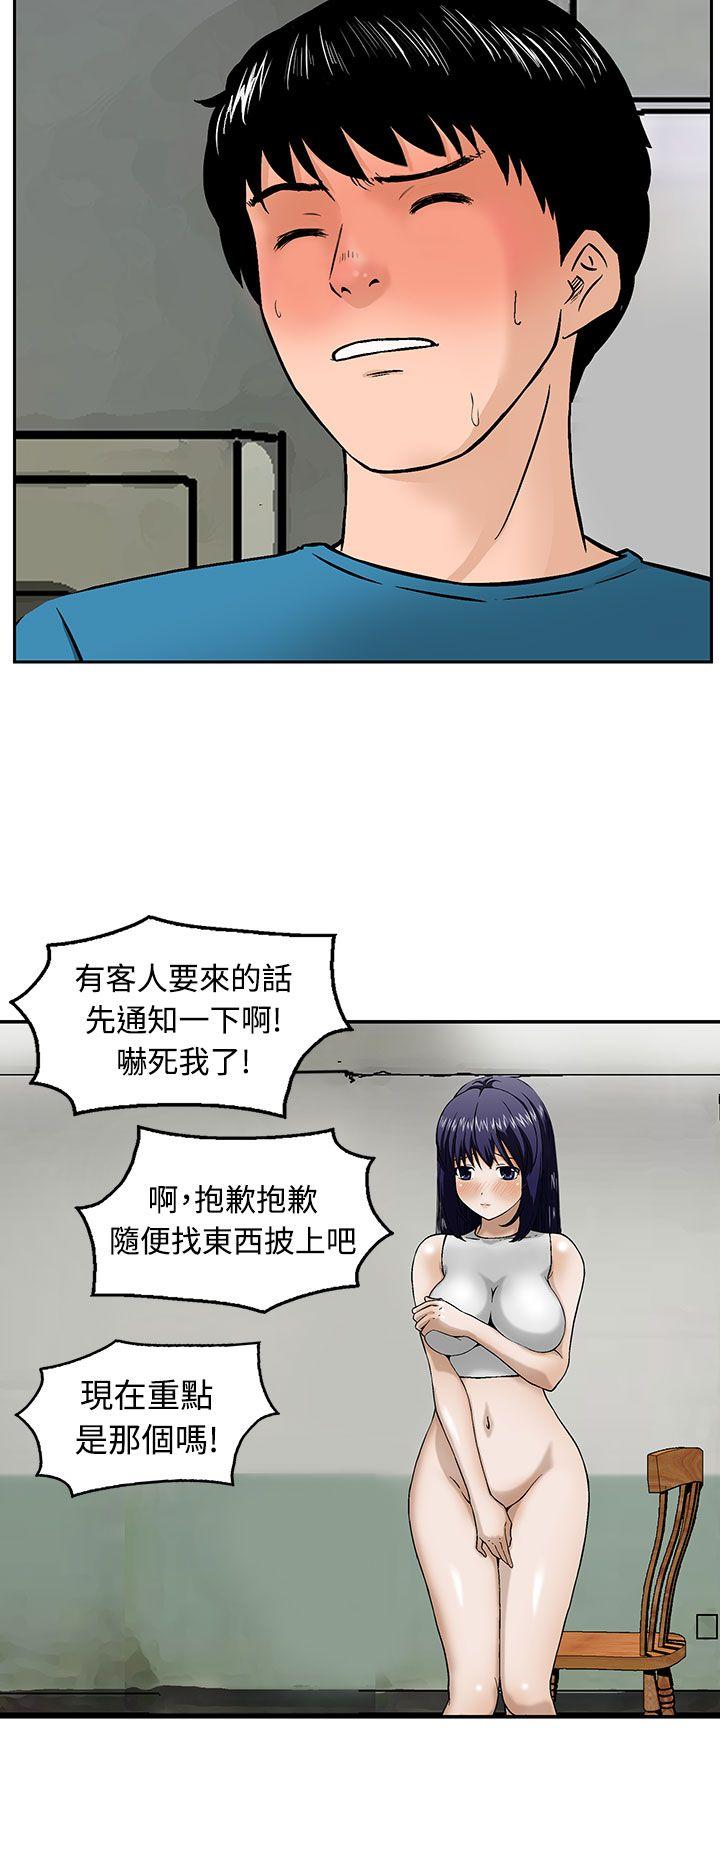 有客人要來的話
先通知一下啊!
嚇死我了!
啊,抱歉抱歉
隨便找東西披上吧
現在重點
是那個嗎!